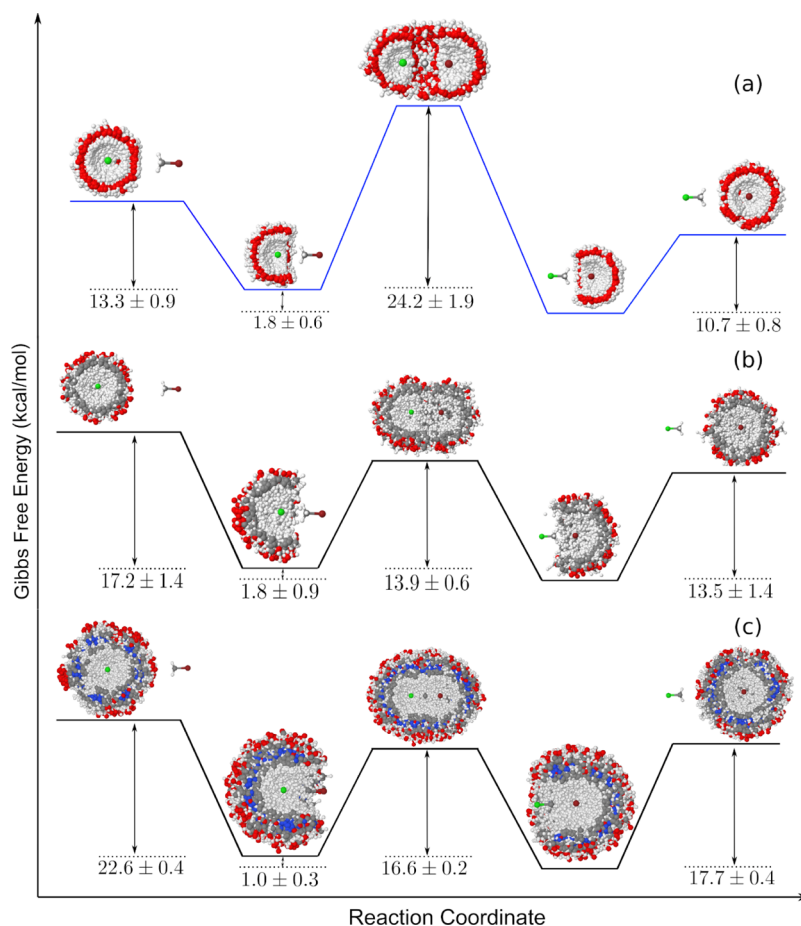 (a)
13.3 ± 0.9
1.8 ± 0.6
24.2 ± 1.9
10.7 ± 0.8
(b)
17.2 ± 1.4
1.8 ± 0.9
13.9 ± 0.6
13.5 ± 1.4
(c)
22.6 ± 0.4
1.0 ± 0.3
16.6 ± 0.2
17.7 ± 0.4
Gibbs Free Energy (kcal/mol)
Reaction Coordinate